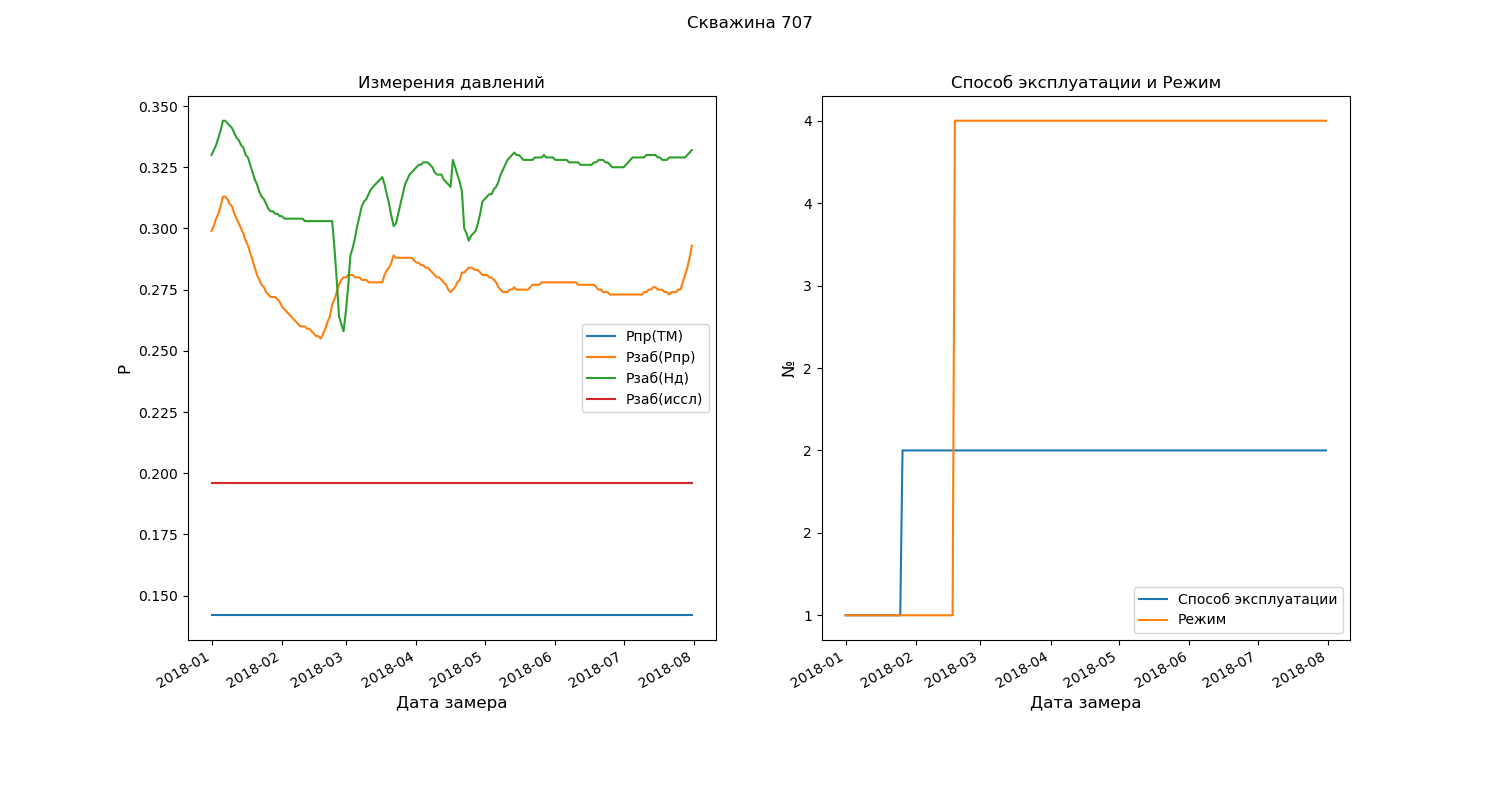 Скважина 707
Измерения давлений
0.350
0.325
0.300
0.275
0.250
0.225
0.200
0.175
0.150
P
Рпр(ТМ)
Рзаб(Рпр)
Рзаб(Нд)
Рзаб(иссл)
2018-01
2018-02
2018-03
2018-04
2018-05
2018-06
2018-07
2018-08
Дата замера
Способ эксплуатации и Режим
4
4
3
2
2
2
1
№
Способ эксплуатации
Режим
2018-01
2018-02
2018-03
2018-04
2018-05
2018-06
2018-07
2018-08
Дата замера